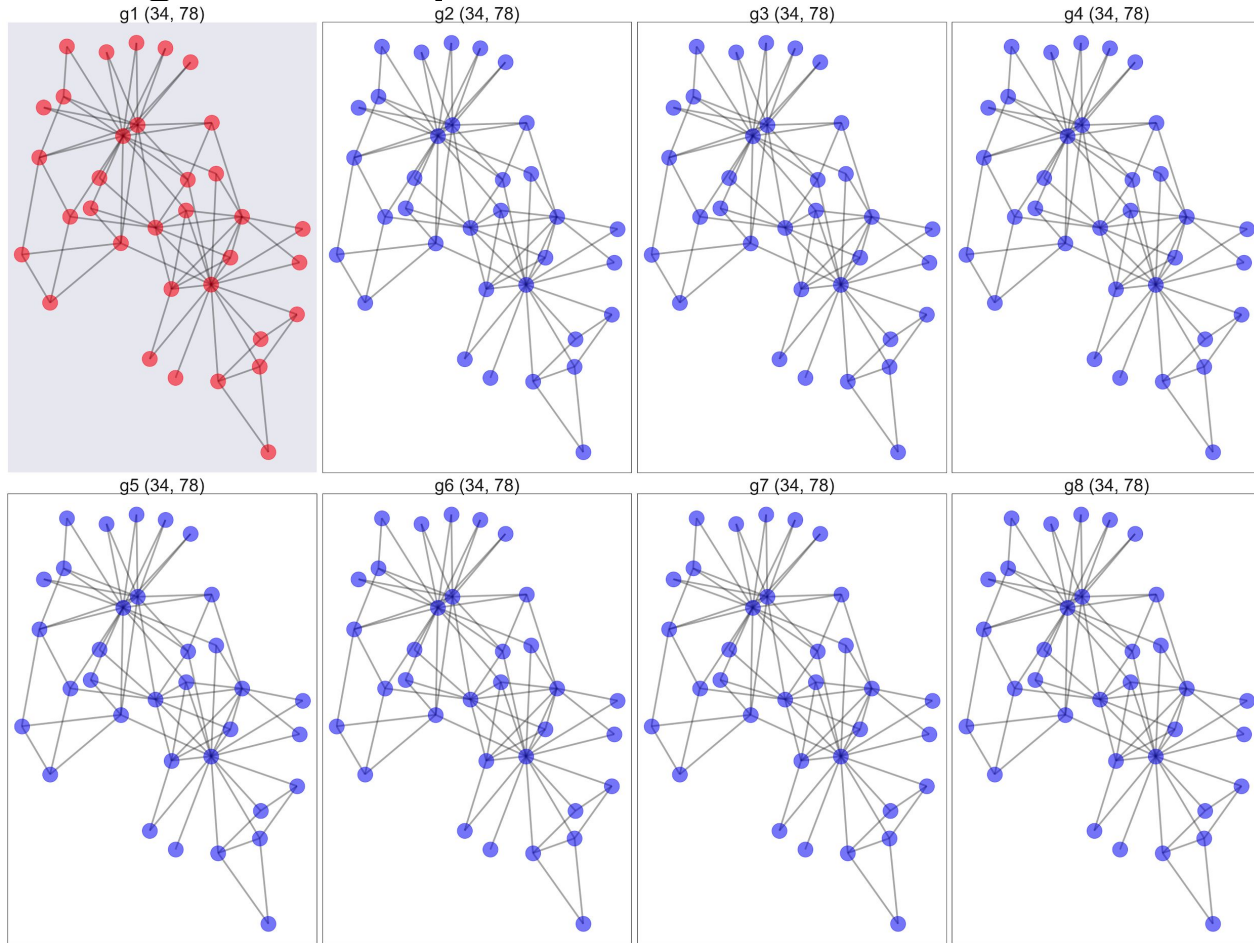 g1 (34, 78)
g2 (34, 78)
g3 (34, 78)
g4 (34, 78)
g5 (34, 78)
g6 (34, 78)
g7 (34, 78)
g8 (34, 78)